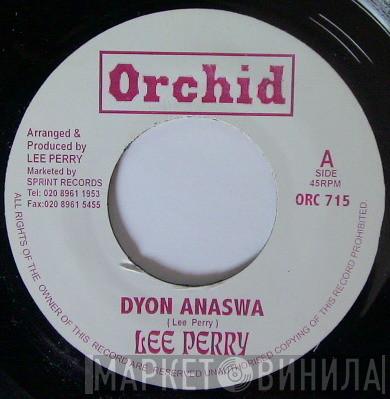 Orchid
Arranged &
Produced by
LEE PERRY
Marketed by
SPRINT RECORDS
Tel: 020 8961 1953
Fax:020 8961 5455
A
SIDE
45RPM
ORC 715
DYON ANASWA
( Lee Perry )
LEE PERRY
ALL RIGHTS OF THE OWNER OF THIS RECORD ARE RESERVED UNAUTHORISED COPYING OF THIS RECORD PROHIBITED
МАРКЕТ ВИНИЛА!